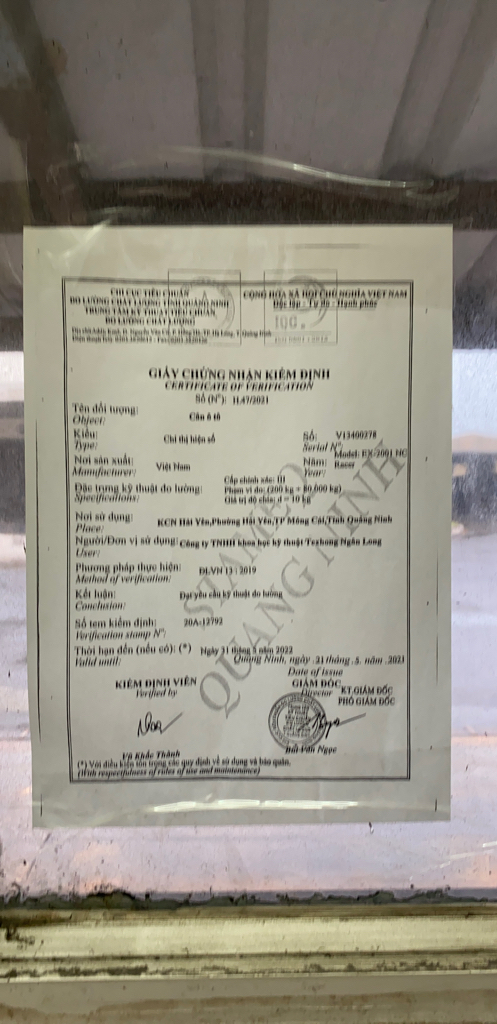 CHI CỤC TIÊU CHUẨN
ĐO LƯỜNG CHẤT LƯỢNG TỈNH QUẢNG NINH
TRUNG TÂM KỸ THUẬT TIÊU CHUẨN
ĐO LƯỜNG CHẤT LƯỢNG
CỘNG HÒA XÃ HỘI CHỦ NGHĨA VIỆT NAM
Độc lập - Tự do - Hạnh phúc
GIẤY CHỨNG NHẬN KIỂM ĐỊNH
CERTIFICATE OF VERIFICATION
Số (N°): 1147/2021
Tên đối tượng: Cân ô tô
Object:
Kiểu: Chỉ thị hiện số
Type:
Số: V13400278
Serial N°:
Model: EX-2001 NC
Nơi sản xuất: Việt Nam
Manufacturer:
Năm: Racer
Year:
Đặc trưng kỹ thuật đo lường:
Specifications:
Cấp chính xác: III
Phạm vi đo: (200 kg ÷ 80,000 kg)
Giá trị độ chia: d = 10 kg
Nơi sử dụng: KCN Hải Yên,Phường Hải Yên,TP Móng Cái,Tỉnh Quảng Ninh
Place:
Người/Đơn vị sử dụng: Công ty TNHH khoa học kỹ thuật Texhong Ngân Long
User:
Phương pháp thực hiện: ĐLVN 13 : 2019
Method of verification:
Kết luận: Đạt yêu cầu kỹ thuật đo lường
Conclusion:
Số tem kiểm định: 20A-12792
Verification stamp N°:
Thời hạn đến (nếu có): (*) Ngày 31 tháng 5 năm 2022
Valid until:
Quảng Ninh, ngày 21 tháng 5 năm 2021
Date of issue
KIỂM ĐỊNH VIÊN
Verified by
GIÁM ĐỐC
Director
KT.GIÁM ĐỐC
PHÓ GIÁM ĐỐC
Vũ Khắc Thành
Bùi Văn Ngọc
(*) Với điều kiện tôn trọng các quy định về sử dụng và bảo quản.
(With respectfulness of rules of use and maintenance)
STAMEQ
QUANG NINH